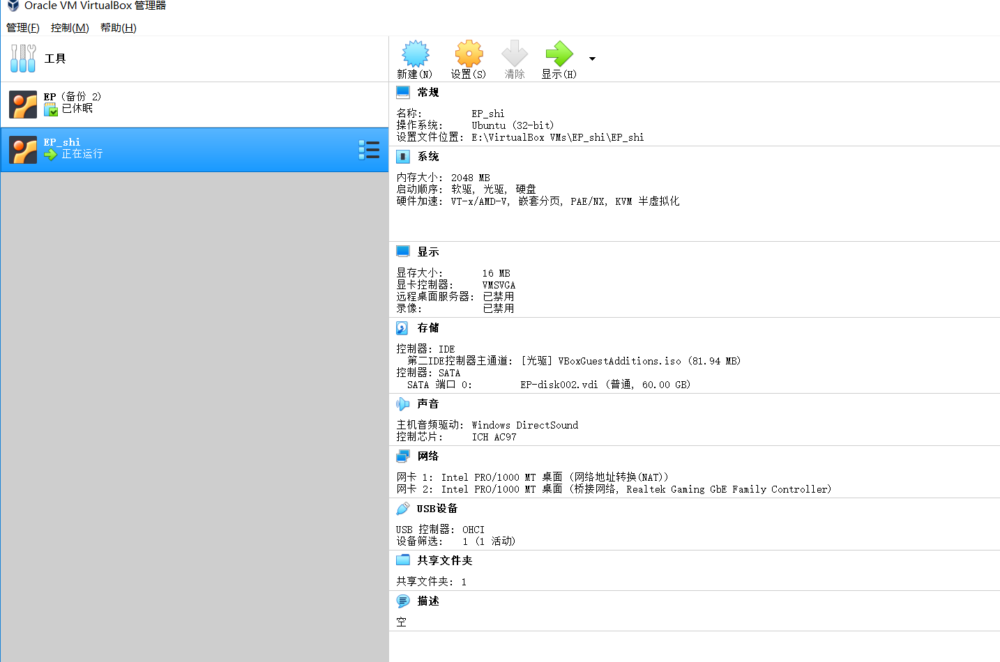 Oracle VM VirtualBox 管理器
管理(F) 控制(M) 帮助(H)
工具
新建(N) 设置(S) 清除 显示(H)
EP (备份 2)
已休眠
EP_shi
正在运行
常规
名称: EP_shi
操作系统: Ubuntu (32-bit)
设置文件位置: E:\VirtualBox VMs\EP_shi\EP_shi
系统
内存大小: 2048 MB
启动顺序: 软驱, 光驱, 硬盘
硬件加速: VT-x/AMD-V, 嵌套分页, PAE/NX, KVM 半虚拟化
显示
显存大小: 16 MB
显卡控制器: VMSVGA
远程桌面服务器: 已禁用
录像: 已禁用
存储
控制器: IDE
第二IDE控制器主通道: [光驱] VBoxGuestAdditions.iso (81.94 MB)
控制器: SATA
SATA 端口 0: EP-disk002.vdi (普通, 60.00 GB)
声音
主机音频驱动: Windows DirectSound
控制芯片: ICH AC97
网络
网卡 1: Intel PRO/1000 MT 桌面 (网络地址转换(NAT))
网卡 2: Intel PRO/1000 MT 桌面 (桥接网络, Realtek Gaming GbE Family Controller)
USB设备
USB 控制器: OHCI
设备筛选: 1 (1 活动)
共享文件夹
共享文件夹: 1
描述
空